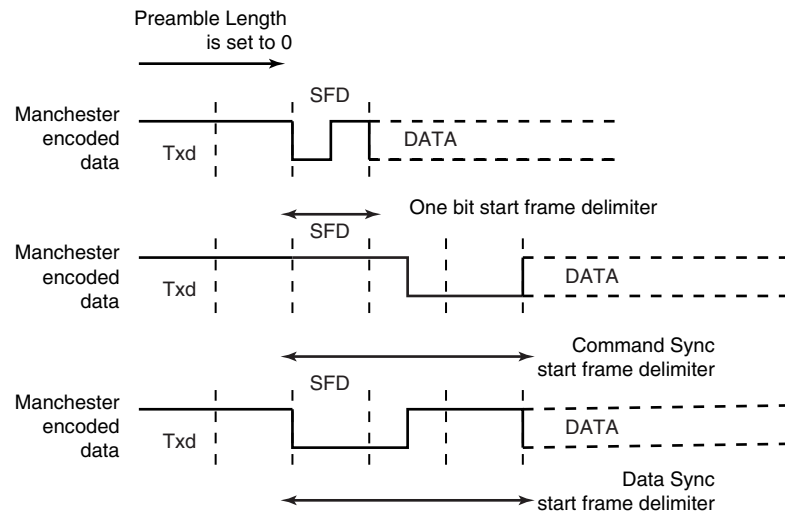 Preamble Length
is set to 0
SFD
Manchester
encoded
data
Txd
DATA
One bit start frame delimiter
SFD
Manchester
encoded
data
Txd
DATA
Command Sync
start frame delimiter
SFD
Manchester
encoded
data
Txd
DATA
Data Sync
start frame delimiter